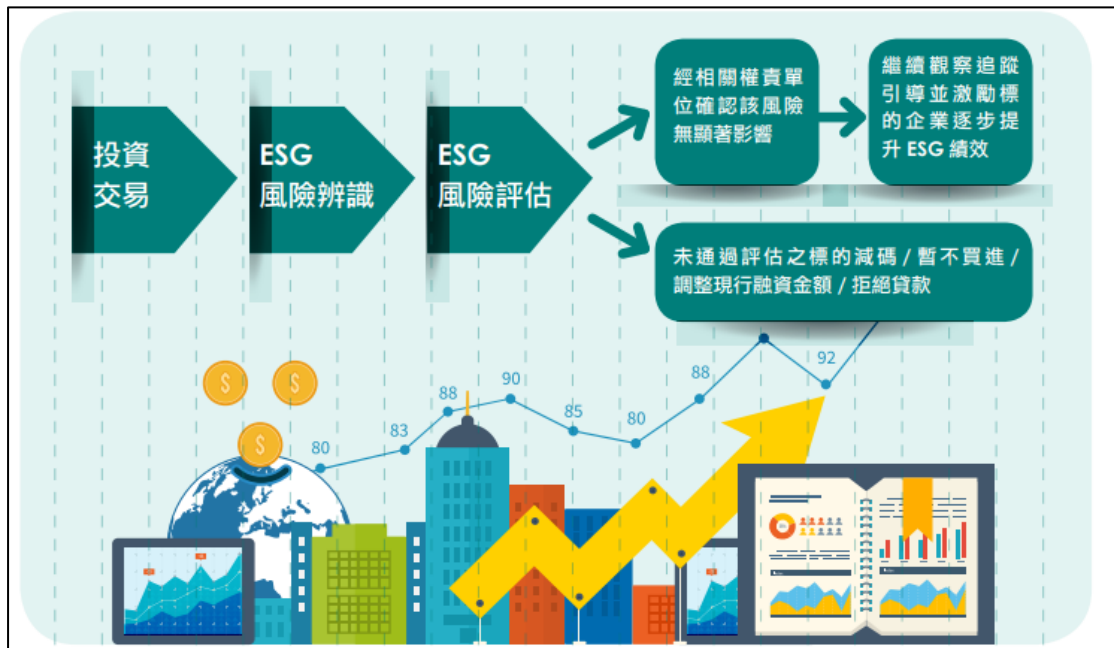 投資
交易
ESG
風險辨識
ESG
風險評估
經相關權責單
位確認該風險
無顯著影響
繼續觀察追蹤
引導並激勵標
的企業逐步提
升 ESG 績效
未通過評估之標的減碼 / 暫不買進 /
調整現行融資金額 / 拒絕貸款
80
83
88
90
85
80
88
92
$
$
$